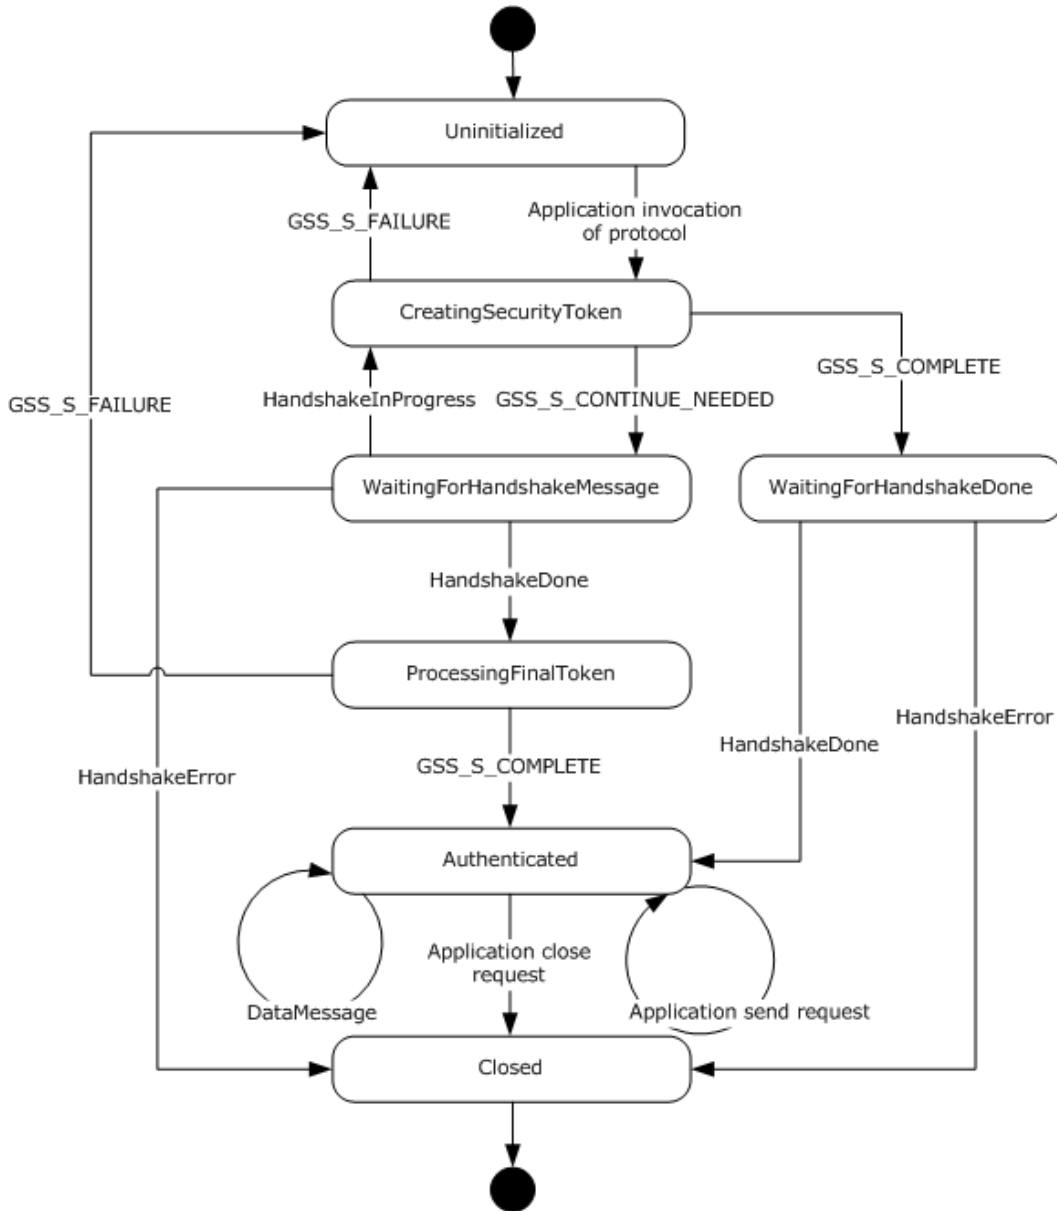 Uninitialized
GSS_S_FAILURE
Application invocation
of protocol
CreatingSecurityToken
GSS_S_COMPLETE
GSS_S_FAILURE
HandshakeInProgress
GSS_S_CONTINUE_NEEDED
WaitingForHandshakeMessage
WaitingForHandshakeDone
HandshakeDone
ProcessingFinalToken
HandshakeError
HandshakeDone
GSS_S_COMPLETE
HandshakeError
Authenticated
Application close
request
DataMessage
Application send request
Closed